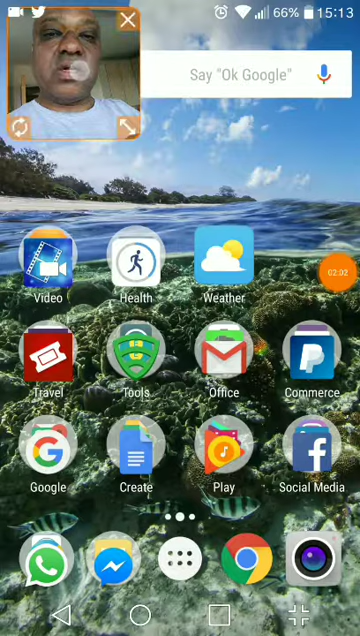 66% 15:13
Say "Ok Google"
02:02
Video Health Weather
Travel Tools Office Commerce
Google Create Play Social Media